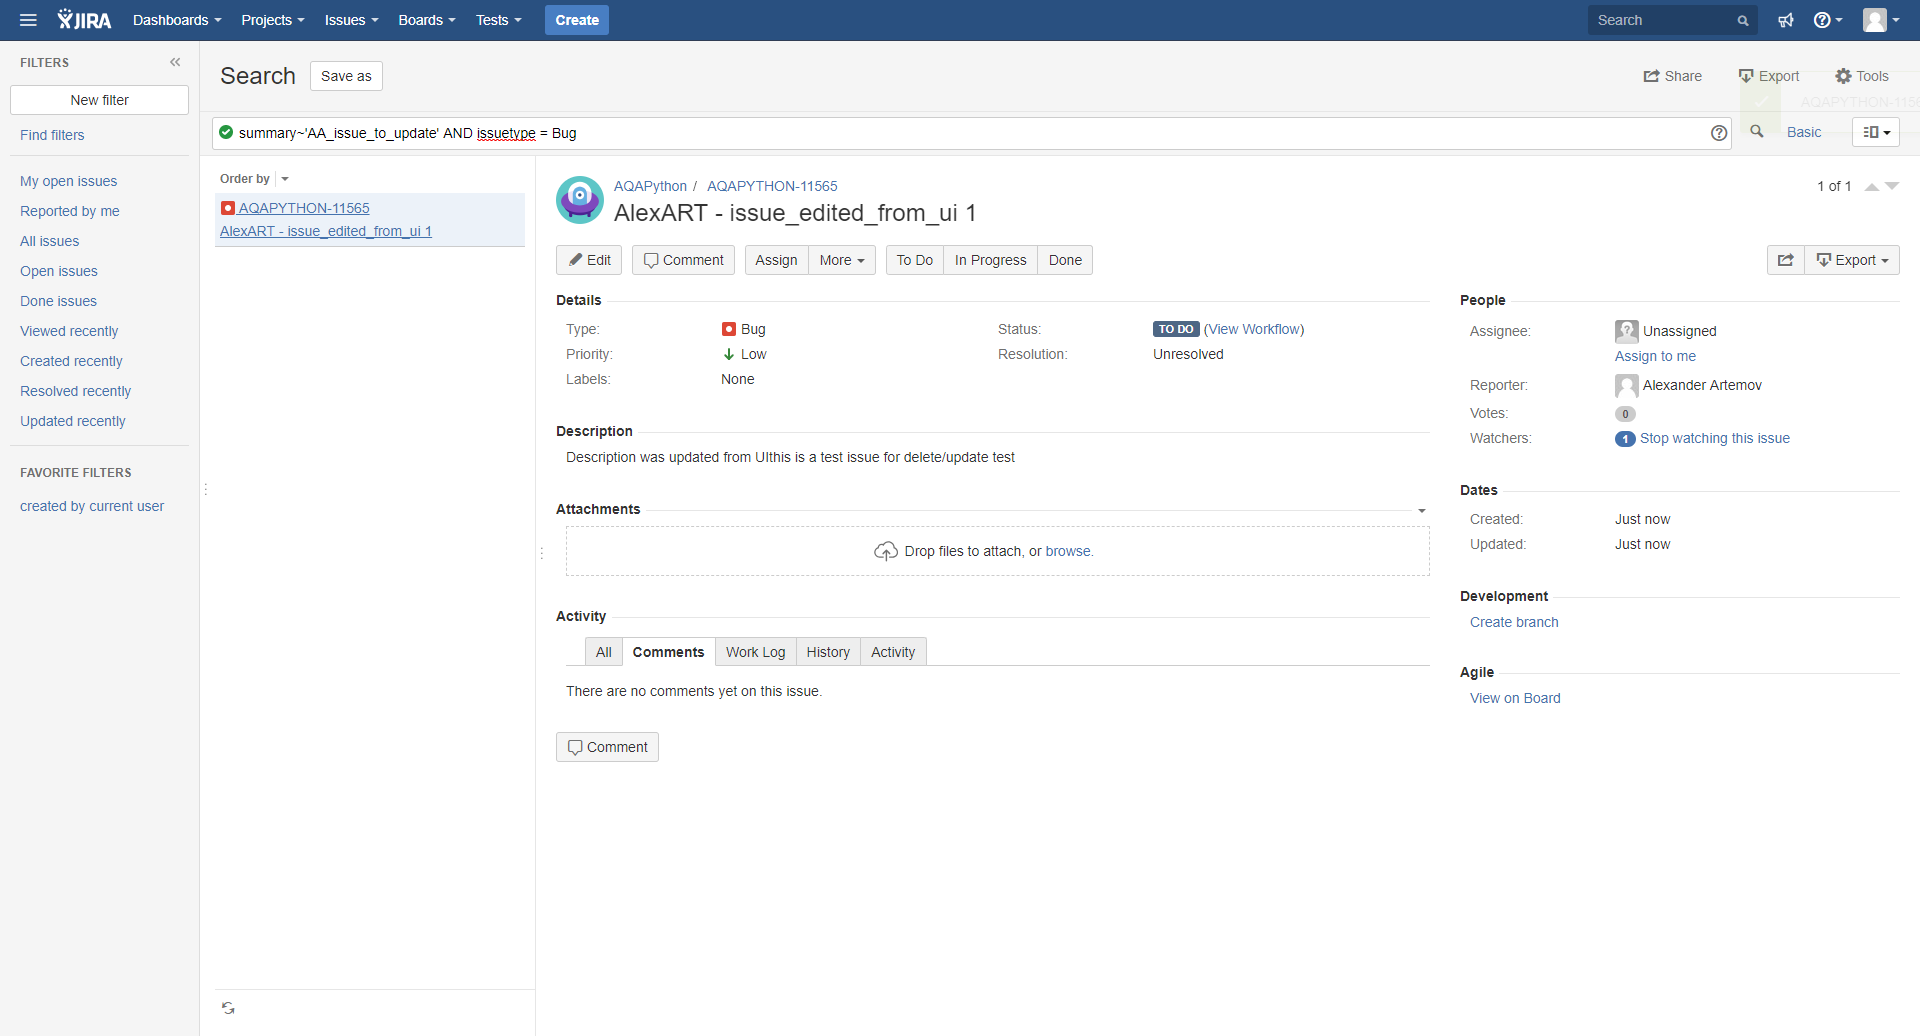 JIRA Dashboards Projects Issues Boards Tests Create Search
FILTERS
New filter
Find filters
My open issues
Reported by me
All issues
Open issues
Done issues
Viewed recently
Created recently
Resolved recently
Updated recently
FAVORITE FILTERS
created by current user
Search Save as Share Export Tools
summary~'AA_issue_to_update' AND issuetype = Bug Basic
Order by
AQAPYTHON-11565
AlexART - issue_edited_from_ui 1
AQAPython / AQAPYTHON-11565 1 of 1
AlexART - issue_edited_from_ui 1
Edit Comment Assign More To Do In Progress Done Export
Details
Type: Bug Status: TO DO (View Workflow)
Priority: Low Resolution: Unresolved
Labels: None
Description
Description was updated from UIthis is a test issue for delete/update test
Attachments
Drop files to attach, or browse.
Activity
All Comments Work Log History Activity
There are no comments yet on this issue.
Comment
People
Assignee: Unassigned
Assign to me
Reporter: Alexander Artemov
Votes: 0
Watchers: 1 Stop watching this issue
Dates
Created: Just now
Updated: Just now
Development
Create branch
Agile
View on Board